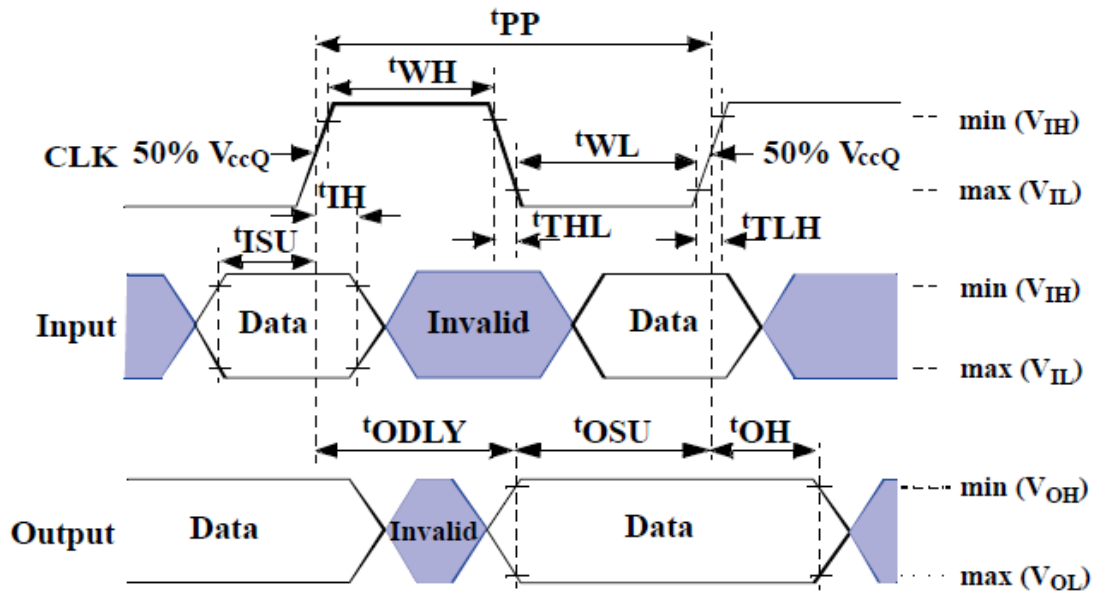 tPP
tWH
min (VIH)
CLK 50% VccQ
tWL
50% VccQ
max (VIL)
tIH
tTHL
tTLH
tISU
min (VIH)
Input
Data
Invalid
Data
max (VIL)
tODLY
tOSU
tOH
min (VOH)
Output
Data
Invalid
Data
max (VOL)